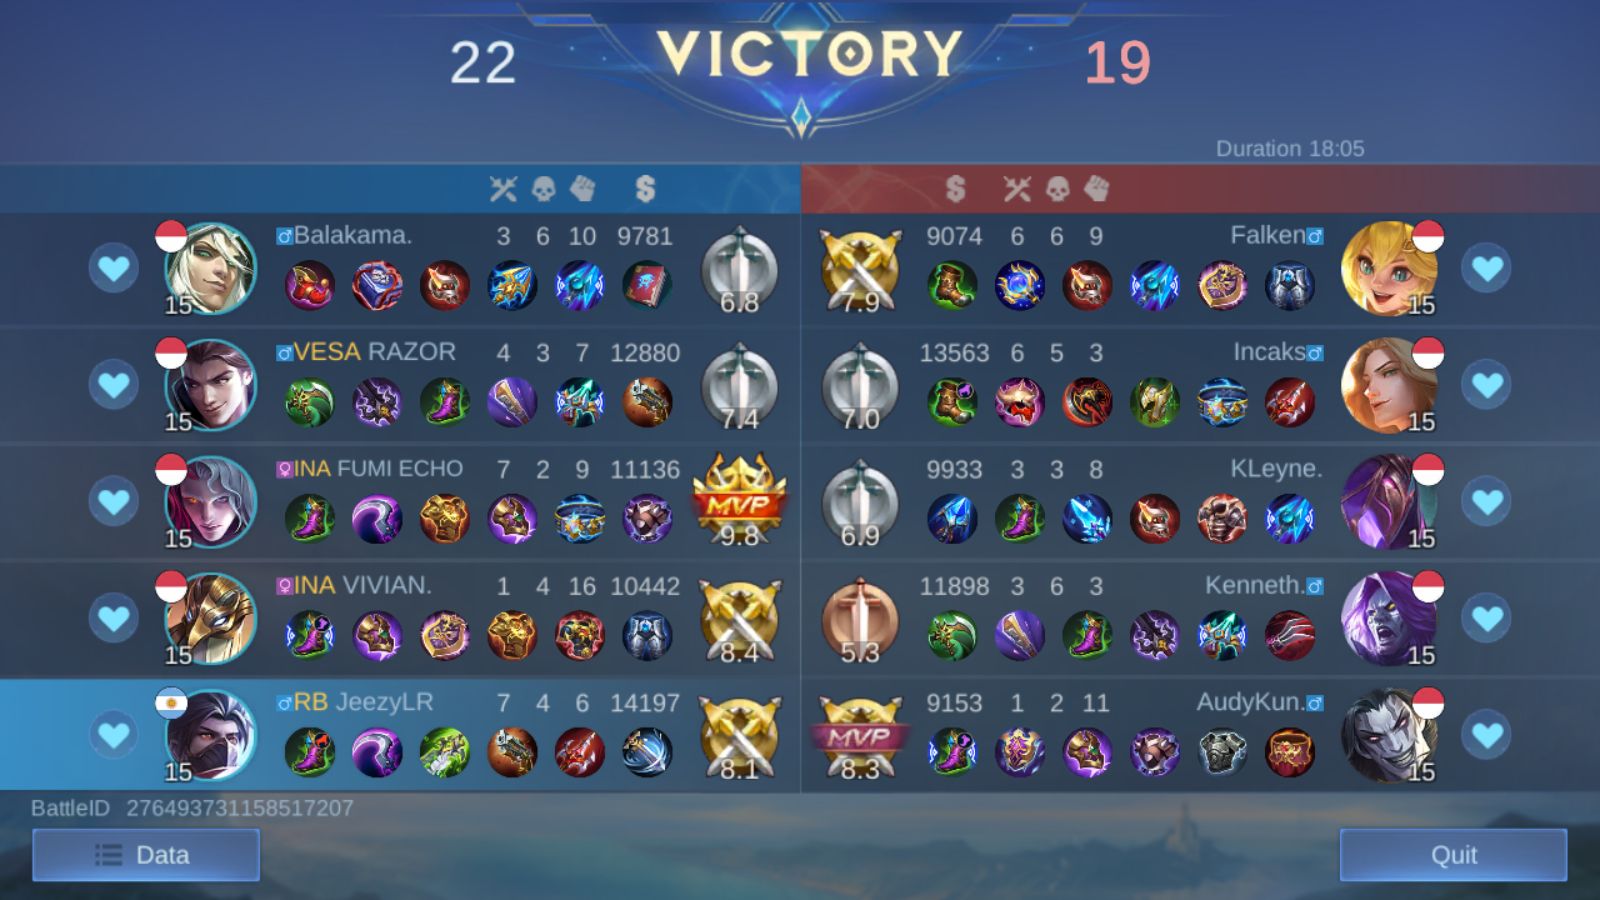 22 VICTORY 19
Duration 18:05
Balakama. 3 6 10 9781
15 6.8
7.9 9074 6 6 9 Falken
15
VESA RAZOR 4 3 7 12880
15 7.4
7.0 13563 6 5 3 Incaks
15
INA FUMI ECHO 7 2 9 11136
15 MVP 9.8
6.9 9933 3 3 8 KLeyne.
15
INA VIVIAN. 1 4 16 10442
15 8.4
5.3 11898 3 6 3 Kenneth.
15
RB JeezyLR 7 4 6 14197
15 8.1
MVP 8.3 9153 1 2 11 AudyKun.
15
BattleID 276493731158517207
Data
Quit